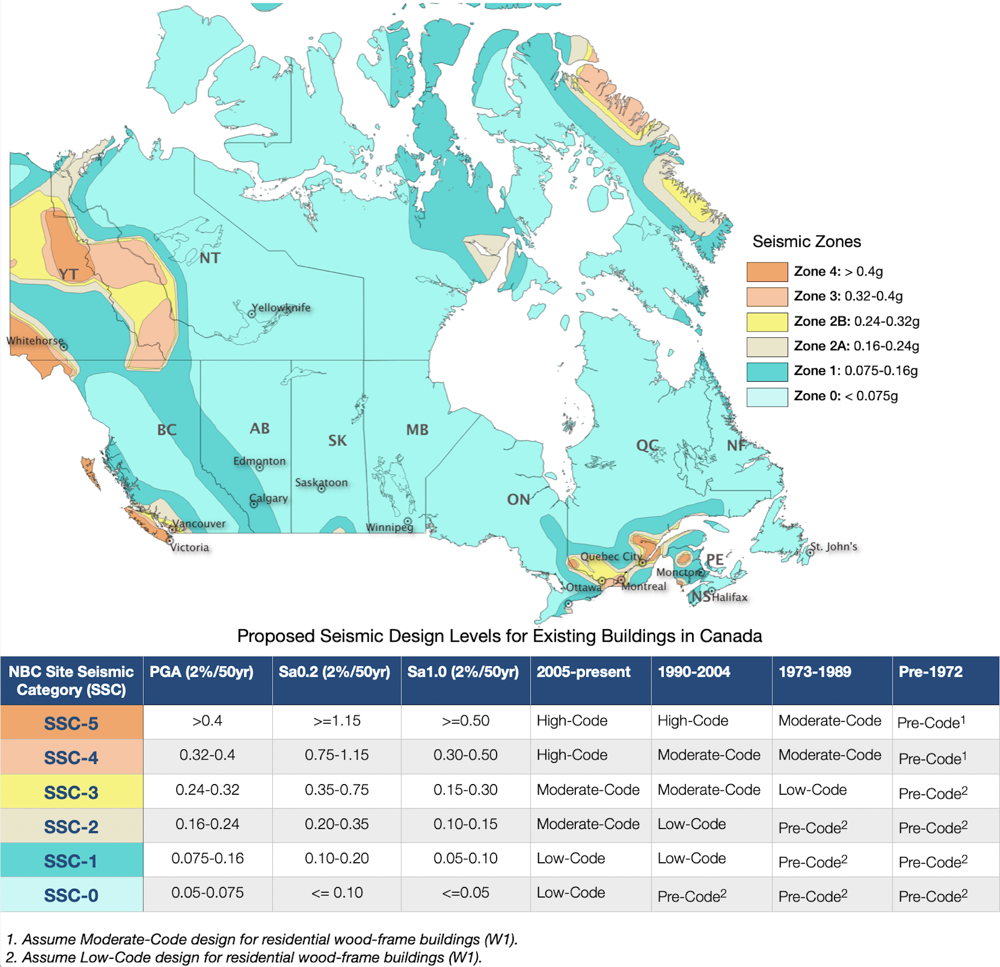 NT
YT
Yellowknife
Whitehorse
BC
AB
SK
MB
QC
NF
Edmonton
Saskatoon
Calgary
ON
Vancouver
Winnipeg
Victoria
St. John's
Quebec City
PE
Moncton
Ottawa
Montreal
NS
Halifax
Seismic Zones
Zone 4: > 0.4g
Zone 3: 0.32-0.4g
Zone 2B: 0.24-0.32g
Zone 2A: 0.16-0.24g
Zone 1: 0.075-0.16g
Zone 0: < 0.075g
Proposed Seismic Design Levels for Existing Buildings in Canada
NBC Site Seismic Category (SSC) PGA (2%/50yr) Sa0.2 (2%/50yr) Sa1.0 (2%/50yr) 2005-present 1990-2004 1973-1989 Pre-1972
SSC-5 >0.4 >=1.15 >=0.50 High-Code High-Code Moderate-Code Pre-Code1
SSC-4 0.32-0.4 0.75-1.15 0.30-0.50 High-Code Moderate-Code Moderate-Code Pre-Code1
SSC-3 0.24-0.32 0.35-0.75 0.15-0.30 Moderate-Code Moderate-Code Low-Code Pre-Code2
SSC-2 0.16-0.24 0.20-0.35 0.10-0.15 Moderate-Code Low-Code Pre-Code2 Pre-Code2
SSC-1 0.075-0.16 0.10-0.20 0.05-0.10 Low-Code Low-Code Pre-Code2 Pre-Code2
SSC-0 0.05-0.075 <= 0.10 <=0.05 Low-Code Pre-Code2 Pre-Code2 Pre-Code2
1. Assume Moderate-Code design for residential wood-frame buildings (W1).
2. Assume Low-Code design for residential wood-frame buildings (W1).